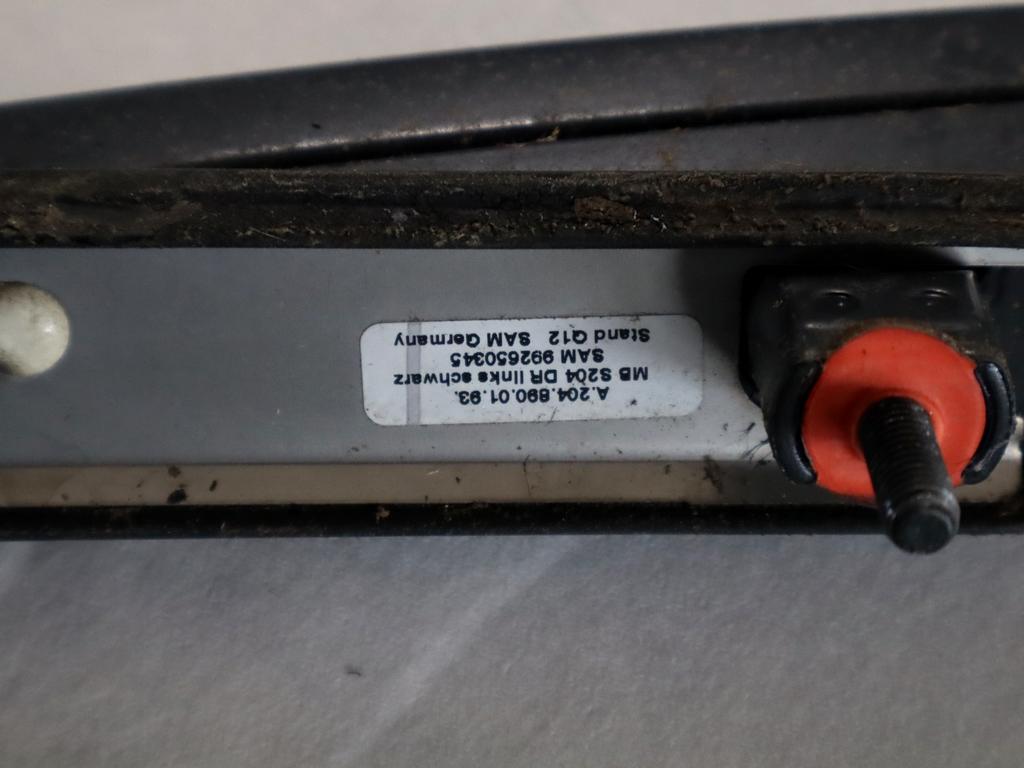 A.204.890.01.93.
MB S204 DR links schwarz
SAM 992650345
Stand Q12 SAM Germany